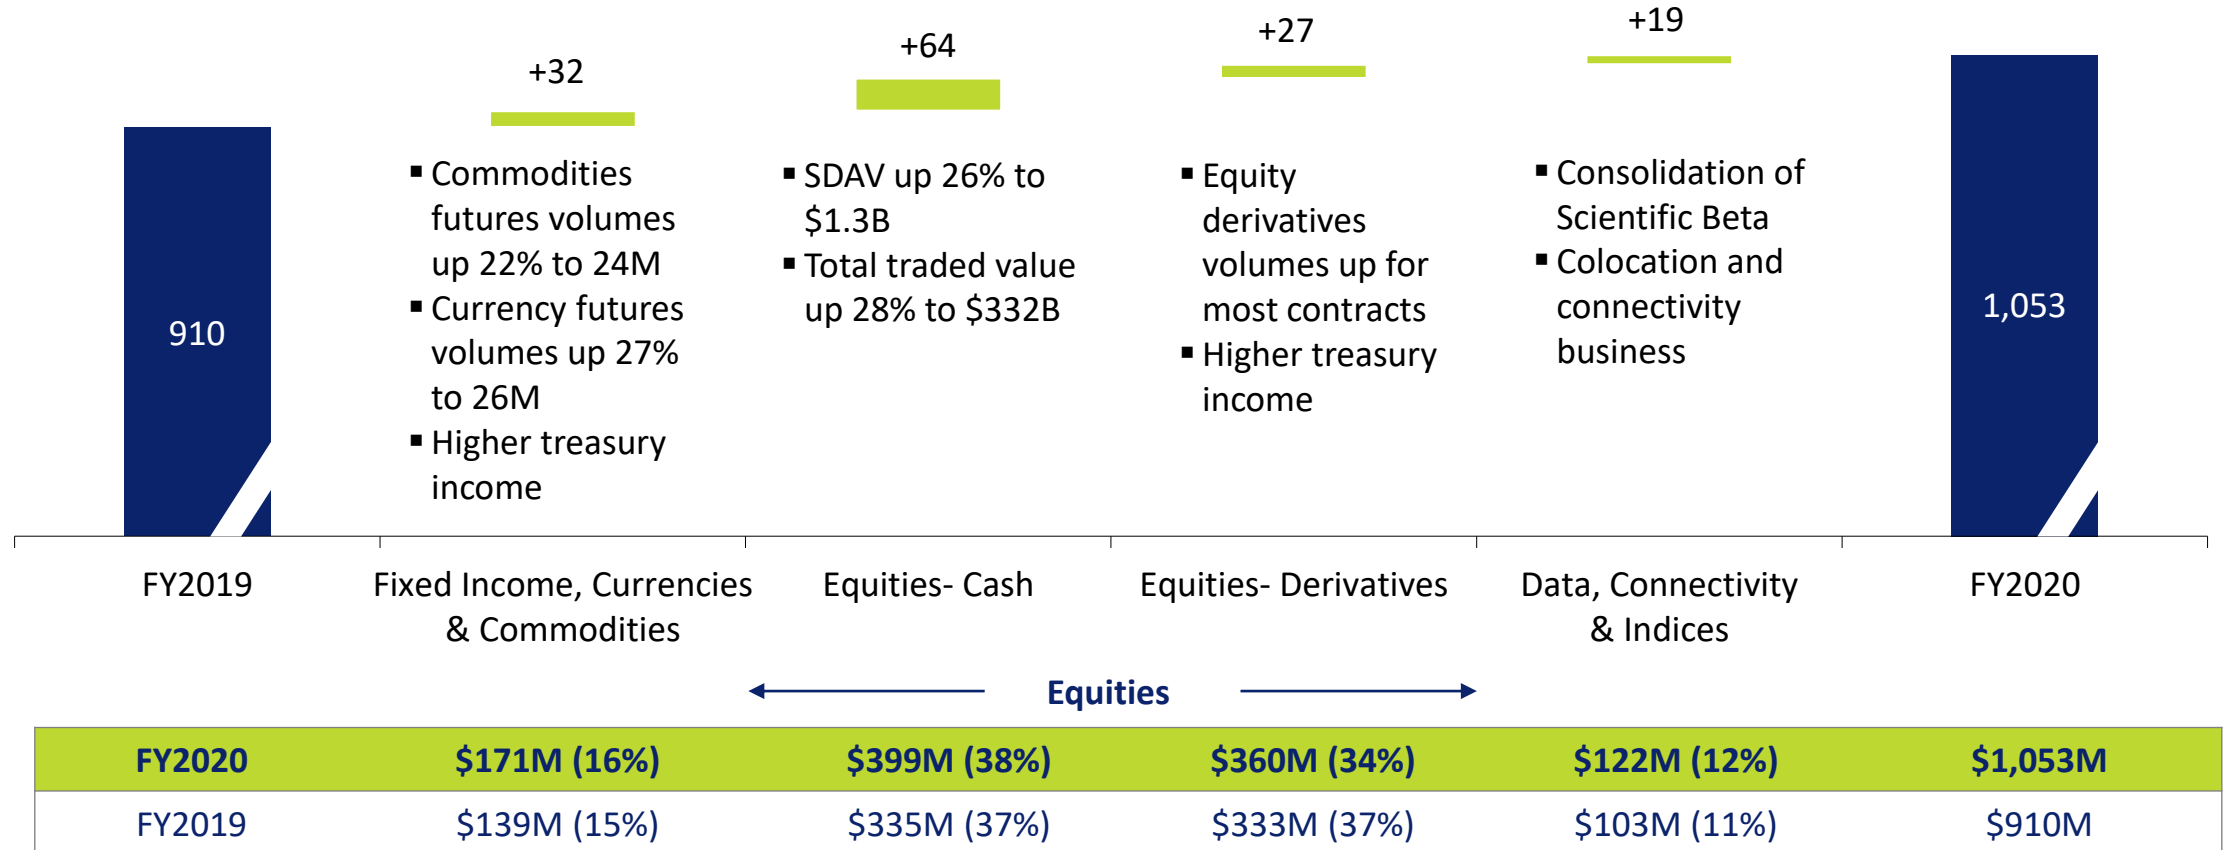 +32
+64
+27
+19
910
▪ Commodities
futures volumes
up 22% to 24M
▪ Currency futures
volumes up 27%
to 26M
▪ Higher treasury
income
▪ SDAV up 26% to
$1.3B
▪ Total traded value
up 28% to $332B
▪ Equity
derivatives
volumes up for
most contracts
▪ Higher treasury
income
▪ Consolidation of
Scientific Beta
▪ Colocation and
connectivity
business
1,053
FY2019
Fixed Income, Currencies
& Commodities
Equities- Cash
Equities- Derivatives
Data, Connectivity
& Indices
FY2020
Equities
FY2020 $171M (16%) $399M (38%) $360M (34%) $122M (12%) $1,053M
FY2019 $139M (15%) $335M (37%) $333M (37%) $103M (11%) $910M